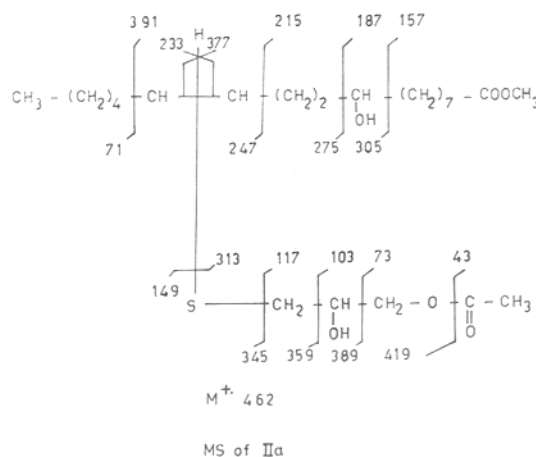 391 H 215 187 157
233 377
CH₃ – (CH₂)₄ – CH – CH – (CH₂)₂ – CH – (CH₂)₇ – COOCH₃
OH
71 247 275 305
313 117 103 73 43
149
S – CH₂ – CH – CH₂ – O – C – CH₃
OH O
345 359 389 419
M⁺· 462
MS of IIa